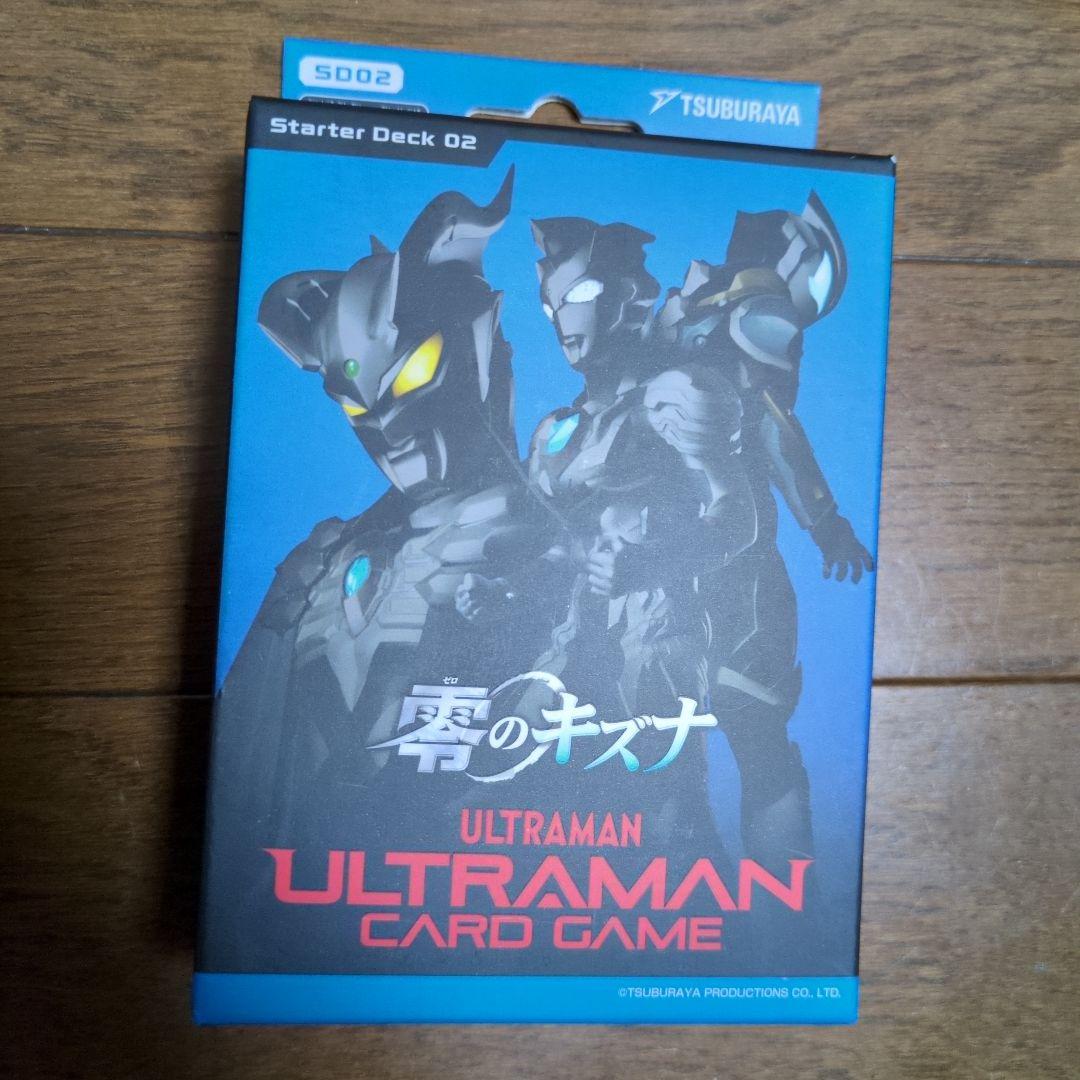 SD02
TSUBURAYA
Starter Deck 02
ゼロ
零のキズナ
ULTRAMAN
ULTRAMAN
CARD GAME
©TSUBURAYA PRODUCTIONS CO., LTD.